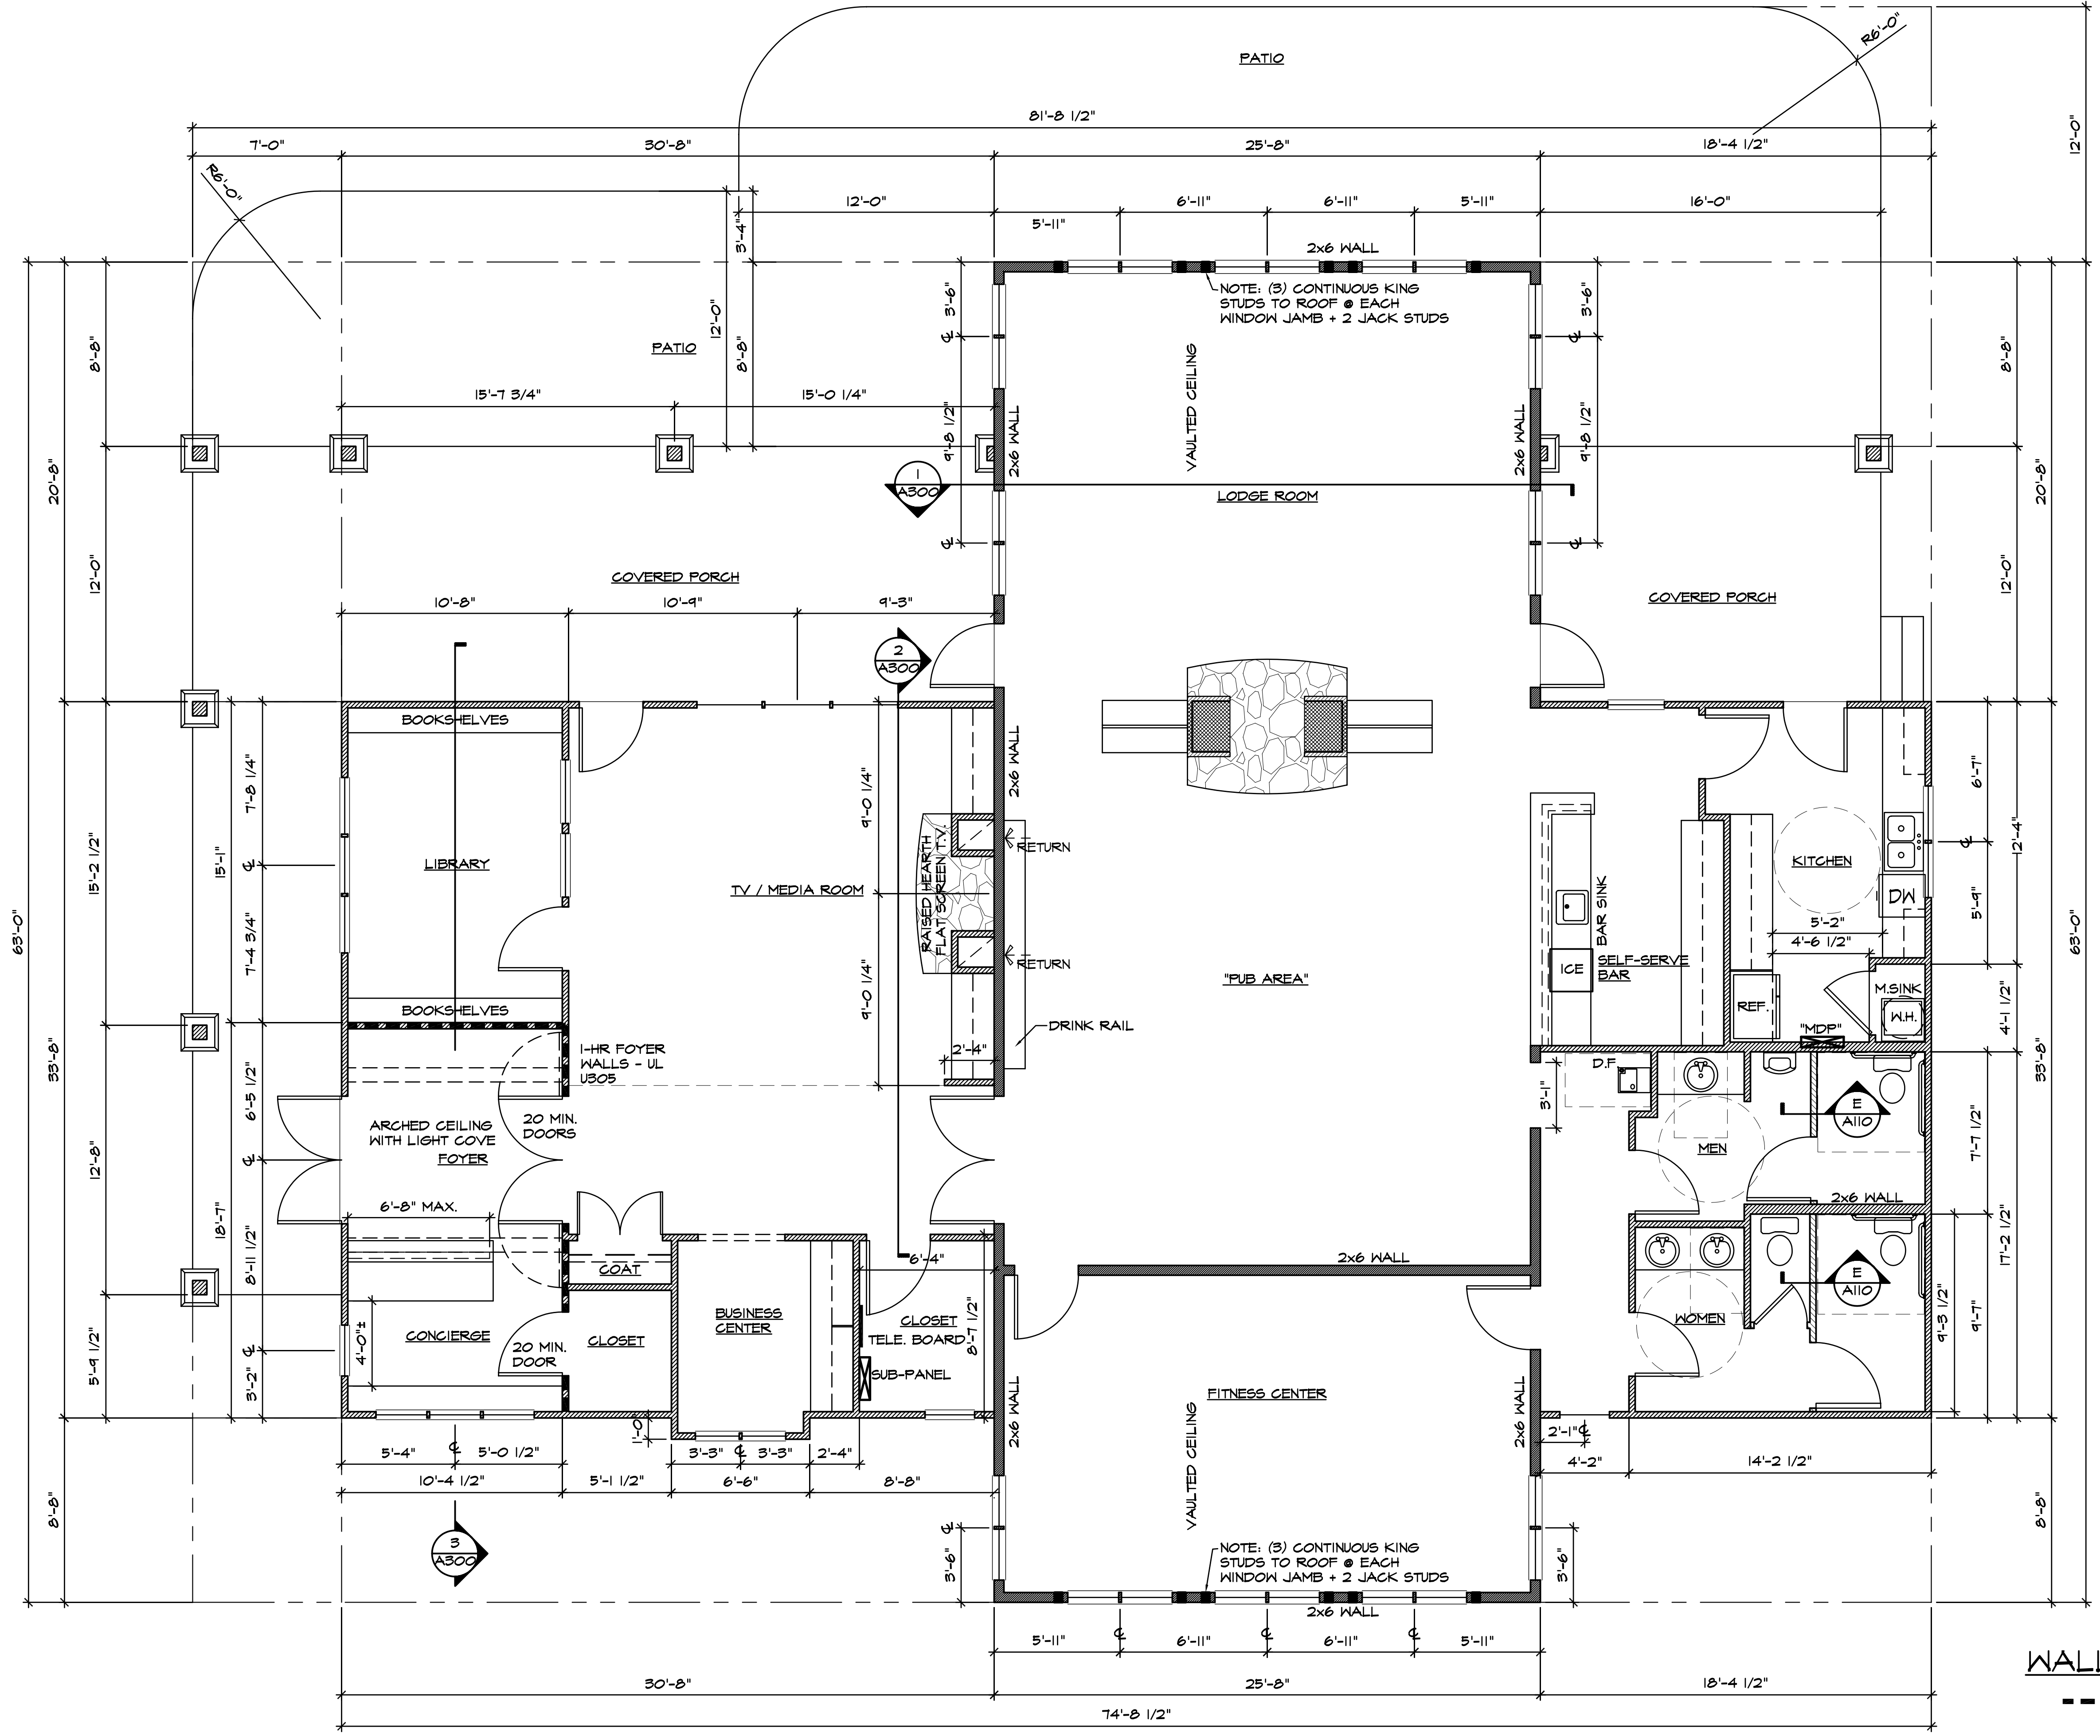 PATIO
R6'-0"
12'-0"
81'-8 1/2"
7'-0"
30'-8"
25'-8"
18'-4 1/2"
R6'-0"
12'-0"
6'-11"
6'-11"
5'-11"
16'-0"
5'-11"
3'-4"
2x6 WALL
NOTE: (3) CONTINUOUS KING
STUDS TO ROOF @ EACH
WINDOW JAMB + 2 JACK STUDS
3'-6"
3'-6"
12'-0"
8'-8"
8'-8"
8'-8"
PATIO
VAULTED CEILING
15'-7 3/4"
15'-0 1/4"
9'-8 1/2"
2x6 WALL
2x6 WALL
9'-8 1/2"
20'-8"
20'-8"
1
A300
LODGE ROOM
12'-0"
12'-0"
COVERED PORCH
COVERED PORCH
10'-8"
10'-9"
9'-3"
2
A300
BOOKSHELVES
2x6 WALL
7'-8 1/4"
9'-0 1/4"
6'-7"
12'-4"
15'-2 1/2"
15'-1"
LIBRARY
TV / MEDIA ROOM
RAISED HEARTH
FLAT SCREEN T.V.
RETURN
RETURN
KITCHEN
DW
5'-2"
4'-6 1/2"
5'-9"
BAR SINK
SELF-SERVE
BAR
ICE
REF.
M.SINK
W.H.
"MDP"
4'-1 1/2"
63'-0"
63'-0"
7'-4 3/4"
9'-0 1/4"
"PUB AREA"
DRINK RAIL
BOOKSHELVES
1-HR FOYER
WALLS - UL
U305
2'-4"
33'-8"
33'-8"
6'-5 1/2"
D.F.
3'-1"
E
A110
20 MIN.
DOORS
ARCHED CEILING
WITH LIGHT COVE
FOYER
MEN
7'-7 1/2"
12'-8"
18'-7"
6'-8" MAX.
2x6 WALL
17'-2 1/2"
8'-11 1/2"
COAT
6'-4"
2x6 WALL
E
A110
CONCIERGE
4'-0"±
20 MIN.
DOOR
CLOSET
BUSINESS
CENTER
CLOSET
TELE. BOARD
SUB-PANEL
8'-7 1/2"
WOMEN
9'-3 1/2"
9'-7"
5'-9 1/2"
3'-2"
FITNESS CENTER
2x6 WALL
2x6 WALL
VAULTED CEILING
1'-0"
5'-4"
5'-0 1/2"
3'-3"
3'-3"
2'-4"
2'-1"
10'-4 1/2"
5'-1 1/2"
6'-6"
8'-8"
4'-2"
14'-2 1/2"
8'-8"
8'-8"
3
A300
3'-6"
3'-6"
NOTE: (3) CONTINUOUS KING
STUDS TO ROOF @ EACH
WINDOW JAMB + 2 JACK STUDS
2x6 WALL
5'-11"
6'-11"
6'-11"
5'-11"
30'-8"
25'-8"
18'-4 1/2"
74'-8 1/2"
WALL